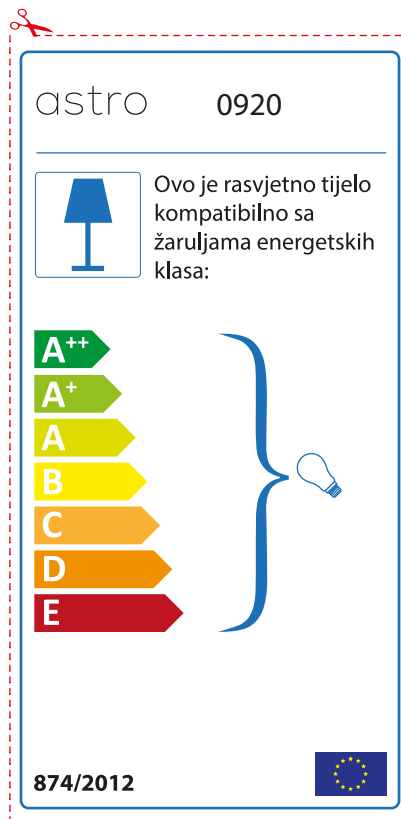 astro 0920
Ovo je rasvjetno tijelo
kompatibilno sa
žaruljama energetskih
klasa:
A++
A+
A
B
C
D
E
874/2012